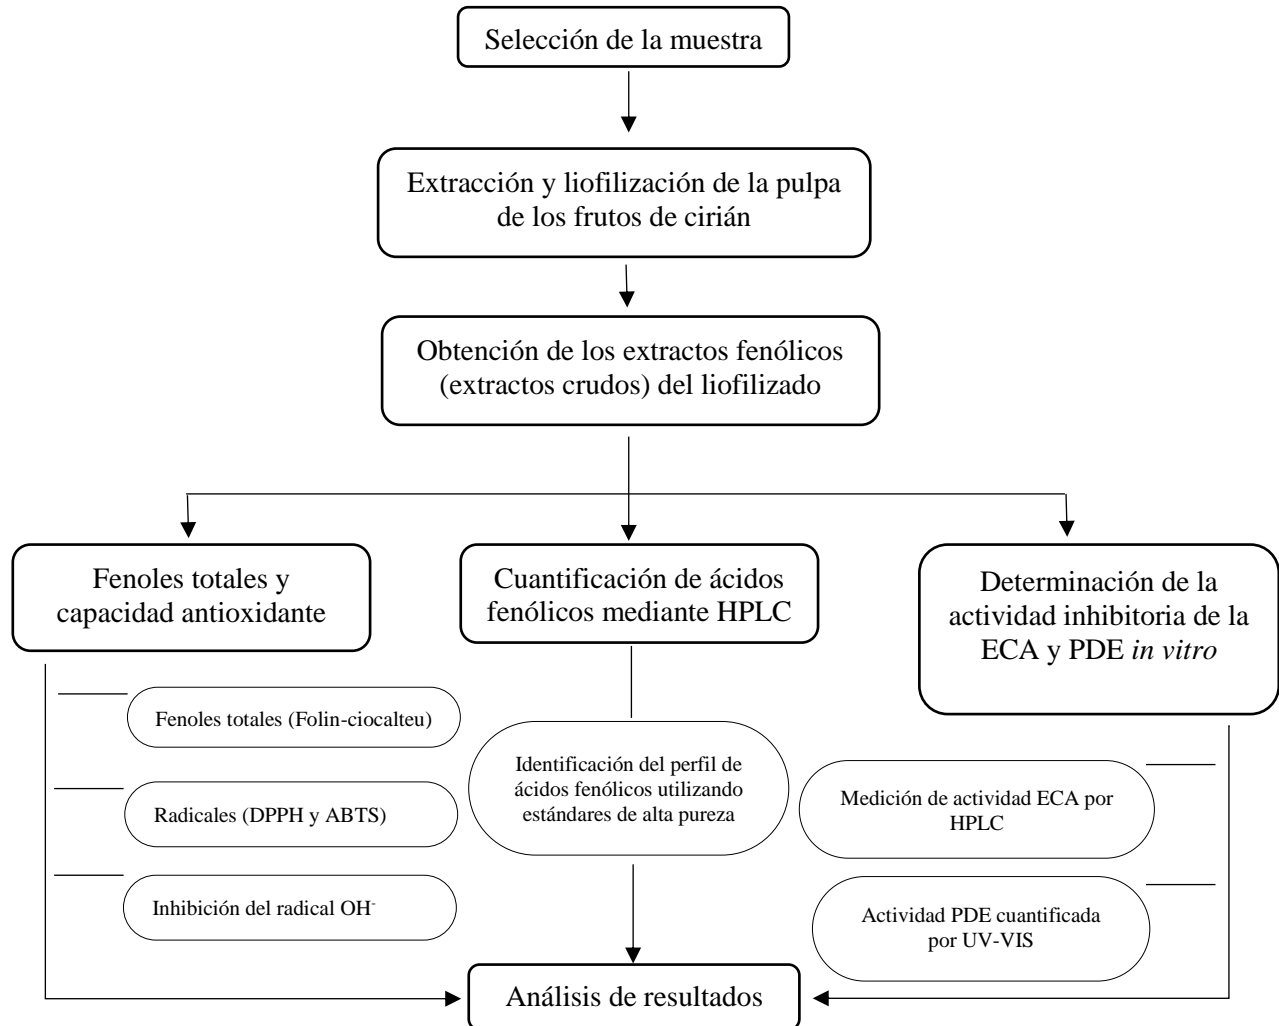 Selección de la muestra
Extracción y liofilización de la pulpa
de los frutos de cirián
Obtención de los extractos fenólicos
(extractos crudos) del liofilizado
Fenoles totales y
capacidad antioxidante
Cuantificación de ácidos
fenólicos mediante HPLC
Determinación de la
actividad inhibitoria de la
ECA y PDE in vitro
Fenoles totales (Folin-ciocalteu)
Radicales (DPPH y ABTS)
Inhibición del radical OH⁻
Identificación del perfil de
ácidos fenólicos utilizando
estándares de alta pureza
Medición de actividad ECA por
HPLC
Actividad PDE cuantificada
por UV-VIS
Análisis de resultados